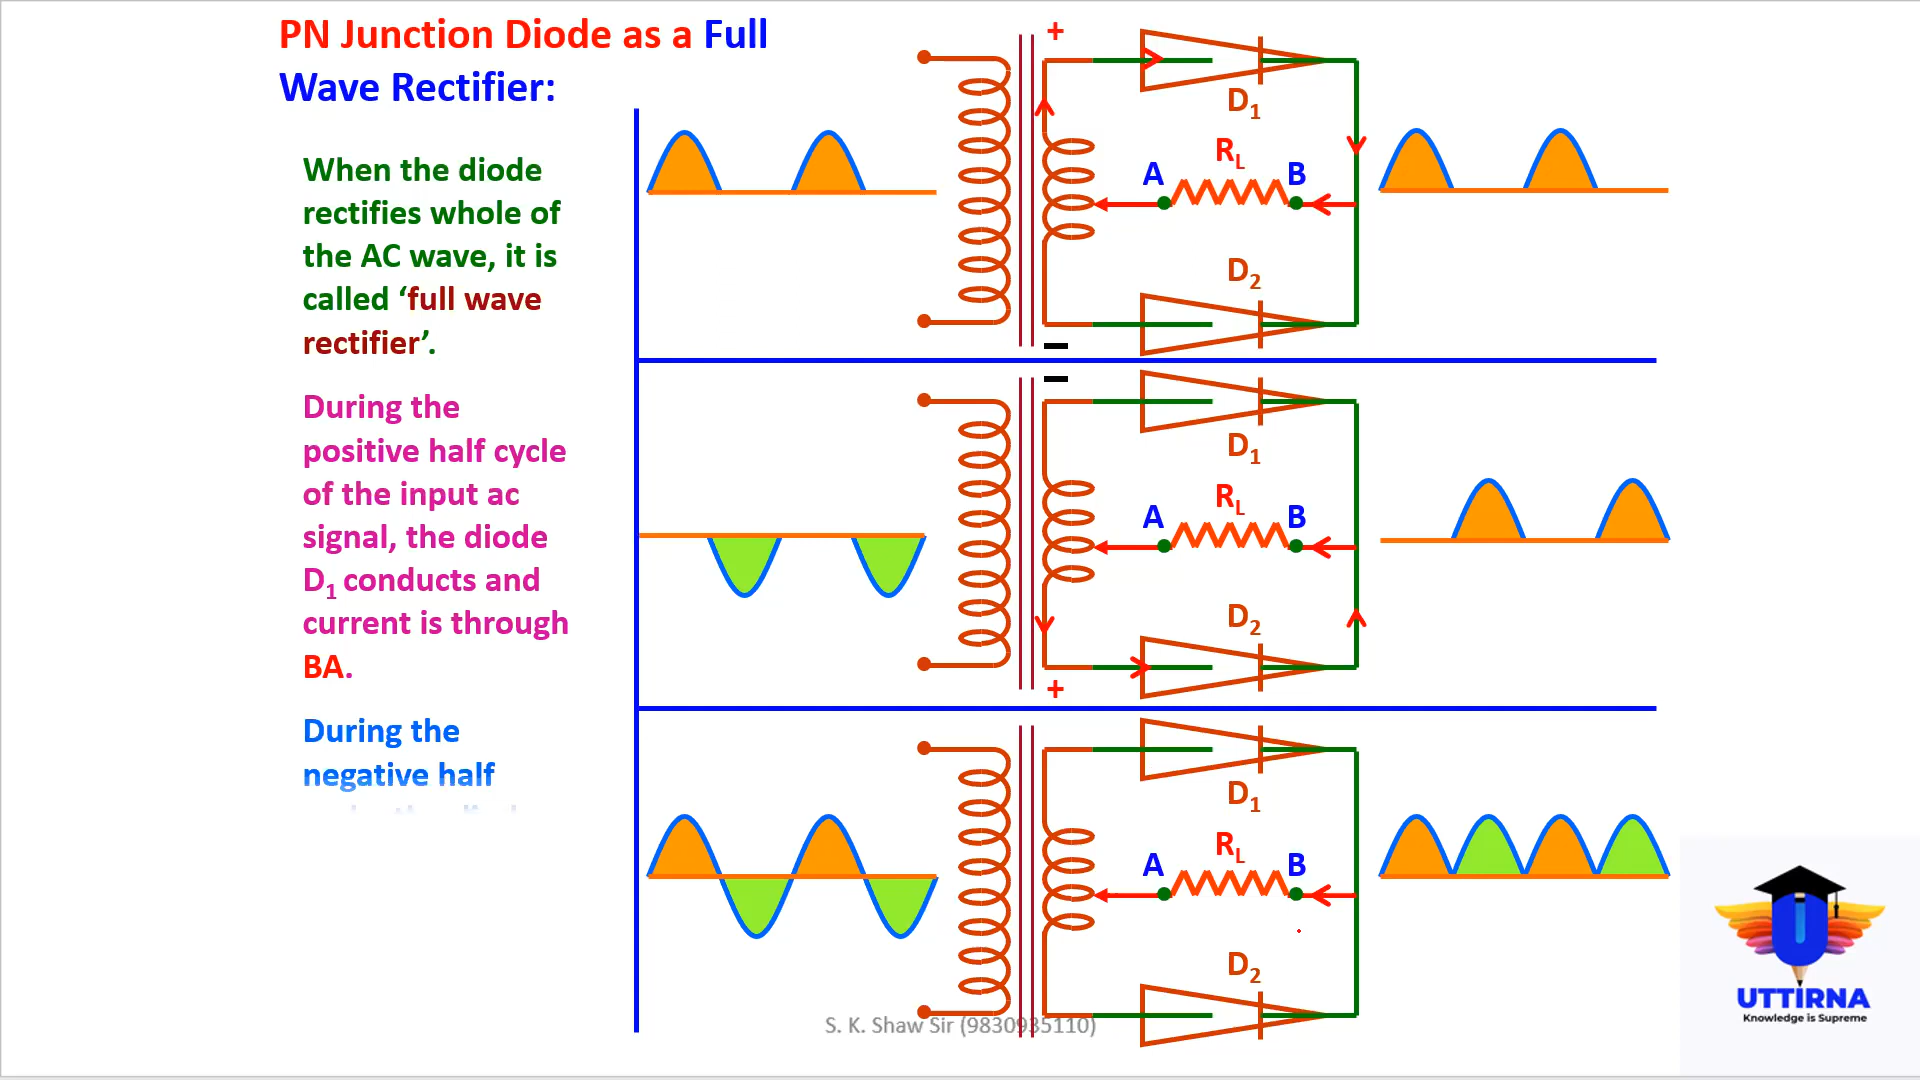 PN Junction Diode as a Full
Wave Rectifier:
When the diode
rectifies whole of
the AC wave, it is
called ‘full wave
rectifier’.
During the
positive half cycle
of the input ac
signal, the diode
D1 conducts and
current is through
BA.
During the
negative half
+
D1
RL
A
B
D2
–
–
D1
RL
A
B
D2
+
D1
RL
A
B
D2
S. K. Shaw Sir (9830935110)
UTTIRNA
Knowledge is Supreme